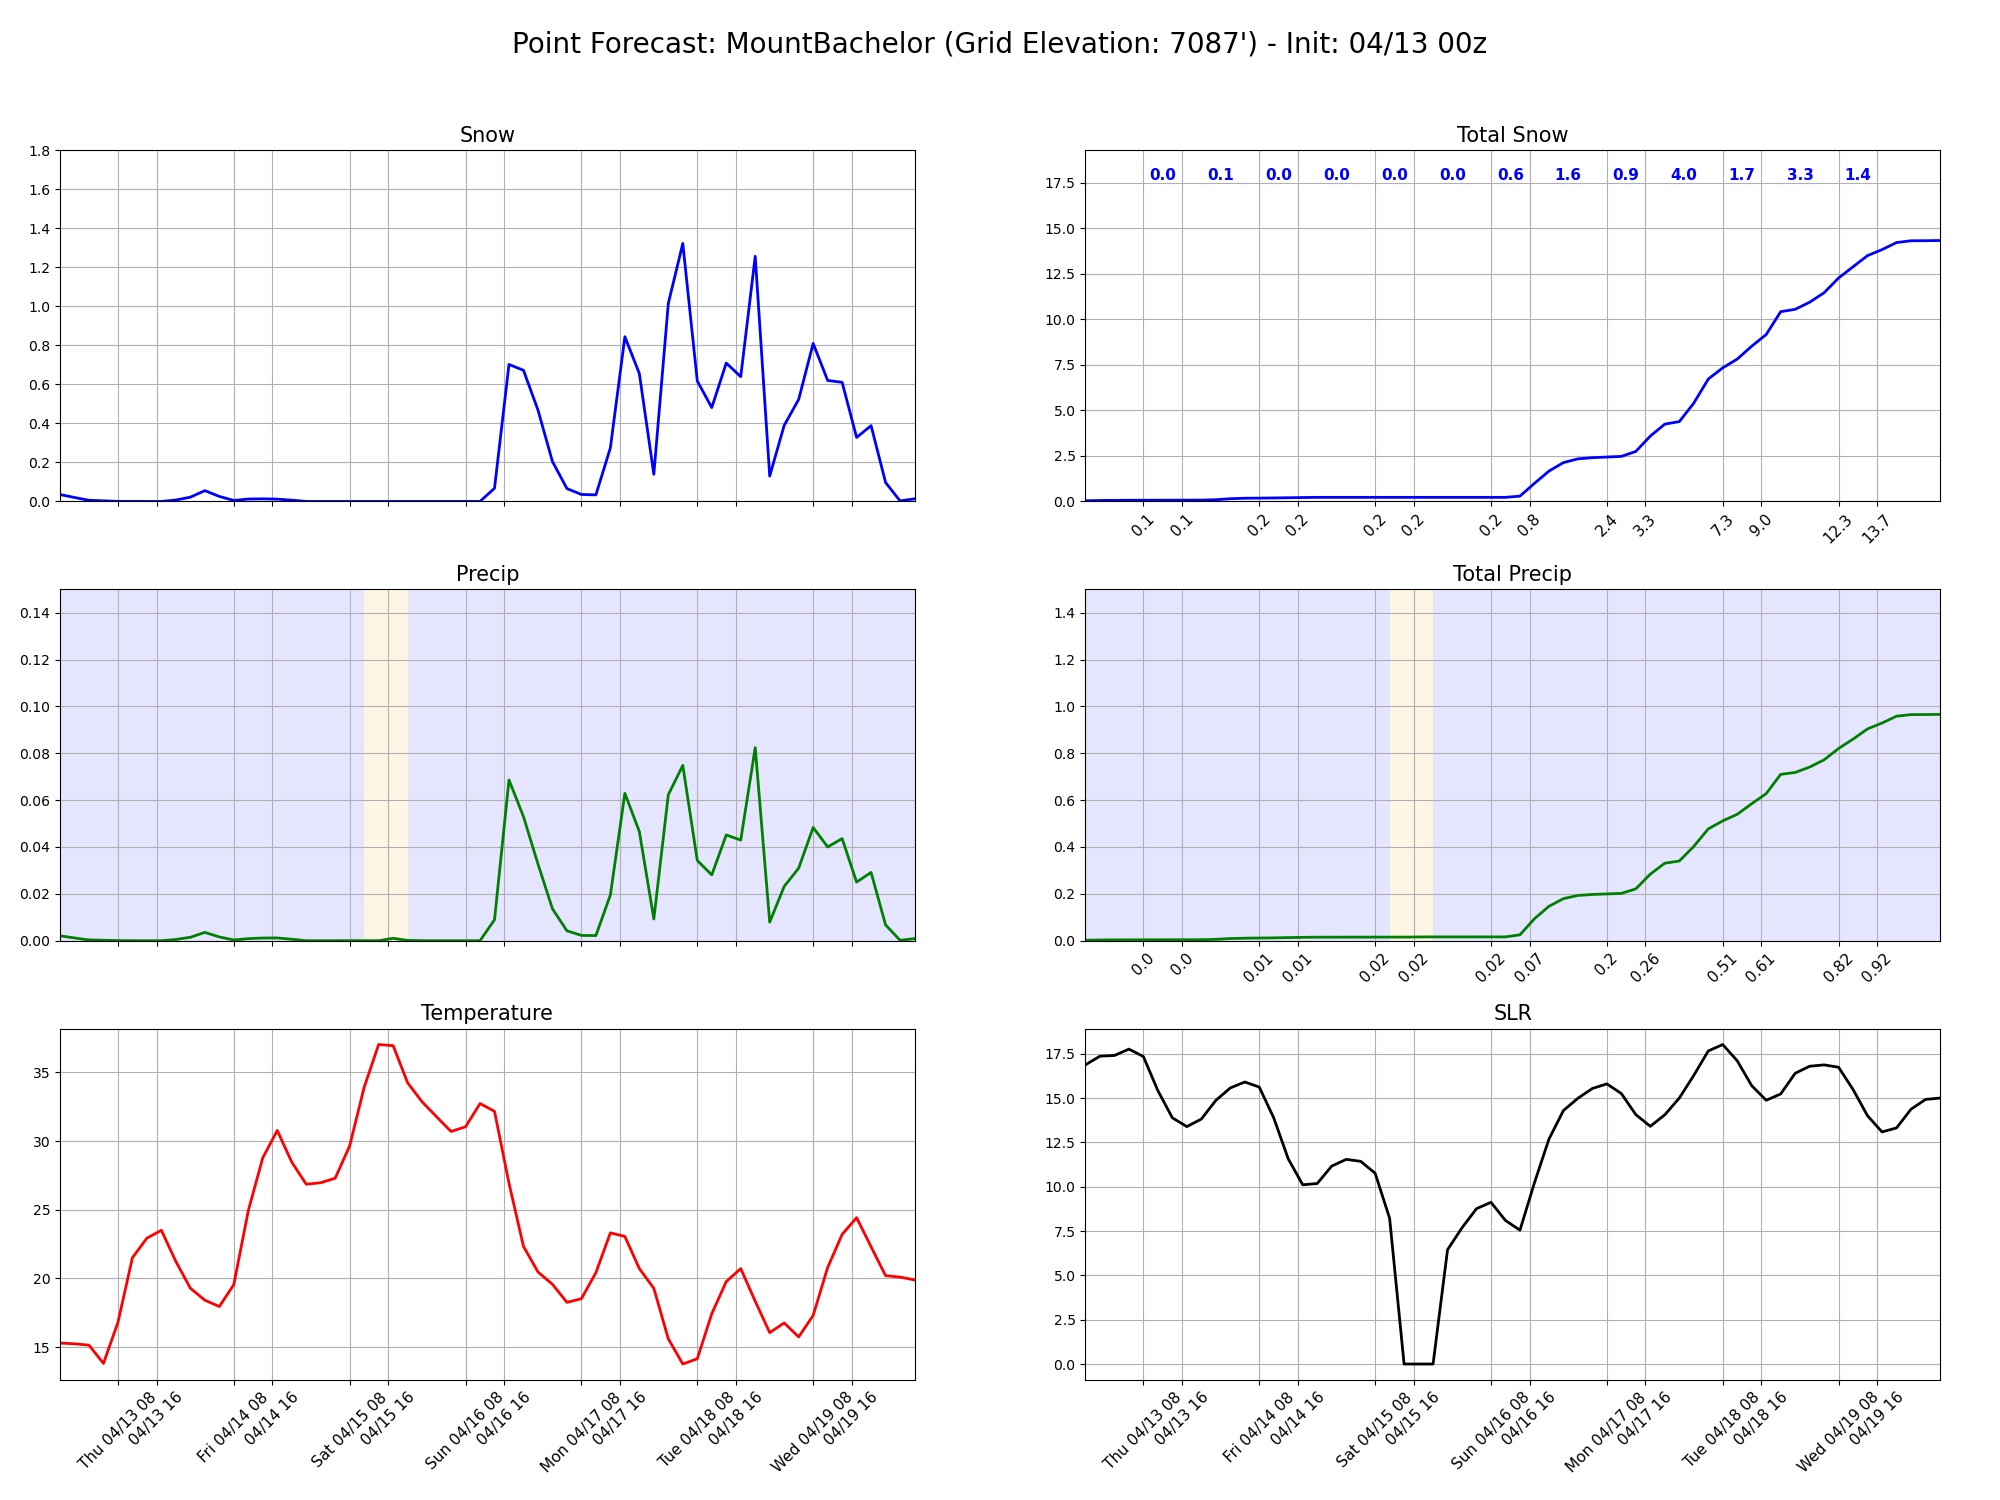 Point Forecast: MountBachelor (Grid Elevation: 7087') - Init: 04/13 00z
Snow
1.8
1.6
1.4
1.2
1.0
0.8
0.6
0.4
0.2
0.0
Total Snow
0.0 0.1 0.0 0.0 0.0 0.0 0.6 1.6 0.9 4.0 1.7 3.3 1.4
17.5
15.0
12.5
10.0
7.5
5.0
2.5
0.0
0.1 0.1 0.2 0.2 0.2 0.2 0.2 0.8 2.4 3.3 7.3 9.0 12.3 13.7
Precip
0.14
0.12
0.10
0.08
0.06
0.04
0.02
0.00
Total Precip
1.4
1.2
1.0
0.8
0.6
0.4
0.2
0.0
0.0 0.0 0.01 0.01 0.02 0.02 0.02 0.07 0.2 0.26 0.51 0.61 0.82 0.92
Temperature
35
30
25
20
15
Thu 04/13 08
04/13 16
Fri 04/14 08
04/14 16
Sat 04/15 08
04/15 16
Sun 04/16 08
04/16 16
Mon 04/17 08
04/17 16
Tue 04/18 08
04/18 16
Wed 04/19 08
04/19 16
SLR
17.5
15.0
12.5
10.0
7.5
5.0
2.5
0.0
Thu 04/13 08
04/13 16
Fri 04/14 08
04/14 16
Sat 04/15 08
04/15 16
Sun 04/16 08
04/16 16
Mon 04/17 08
04/17 16
Tue 04/18 08
04/18 16
Wed 04/19 08
04/19 16